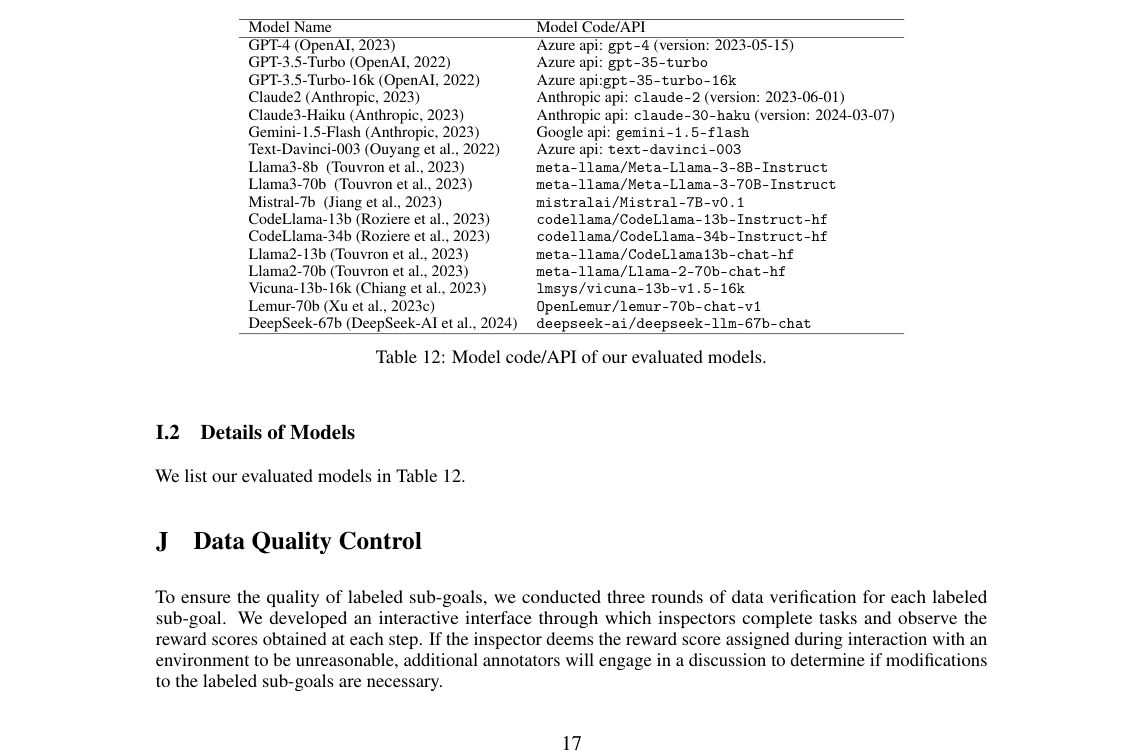 Model Name Model Code/API
GPT-4 (OpenAI, 2023) Azure api: gpt-4 (version: 2023-05-15)
GPT-3.5-Turbo (OpenAI, 2022) Azure api: gpt-35-turbo
GPT-3.5-Turbo-16k (OpenAI, 2022) Azure api:gpt-35-turbo-16k
Claude2 (Anthropic, 2023) Anthropic api: claude-2 (version: 2023-06-01)
Claude3-Haiku (Anthropic, 2023) Anthropic api: claude-30-haku (version: 2024-03-07)
Gemini-1.5-Flash (Anthropic, 2023) Google api: gemini-1.5-flash
Text-Davinci-003 (Ouyang et al., 2022) Azure api: text-davinci-003
Llama3-8b (Touvron et al., 2023) meta-llama/Meta-Llama-3-8B-Instruct
Llama3-70b (Touvron et al., 2023) meta-llama/Meta-Llama-3-70B-Instruct
Mistral-7b (Jiang et al., 2023) mistralai/Mistral-7B-v0.1
CodeLlama-13b (Roziere et al., 2023) codellama/CodeLlama-13b-Instruct-hf
CodeLlama-34b (Roziere et al., 2023) codellama/CodeLlama-34b-Instruct-hf
Llama2-13b (Touvron et al., 2023) meta-llama/CodeLlama13b-chat-hf
Llama2-70b (Touvron et al., 2023) meta-llama/Llama-2-70b-chat-hf
Vicuna-13b-16k (Chiang et al., 2023) lmsys/vicuna-13b-v1.5-16k
Lemur-70b (Xu et al., 2023c) OpenLemur/lemur-70b-chat-v1
DeepSeek-67b (DeepSeek-AI et al., 2024) deepseek-ai/deepseek-llm-67b-chat
Table 12: Model code/API of our evaluated models.
I.2 Details of Models
We list our evaluated models in Table 12.
J Data Quality Control
To ensure the quality of labeled sub-goals, we conducted three rounds of data verification for each labeled
sub-goal. We developed an interactive interface through which inspectors complete tasks and observe the
reward scores obtained at each step. If the inspector deems the reward score assigned during interaction with an
environment to be unreasonable, additional annotators will engage in a discussion to determine if modifications
to the labeled sub-goals are necessary.
17